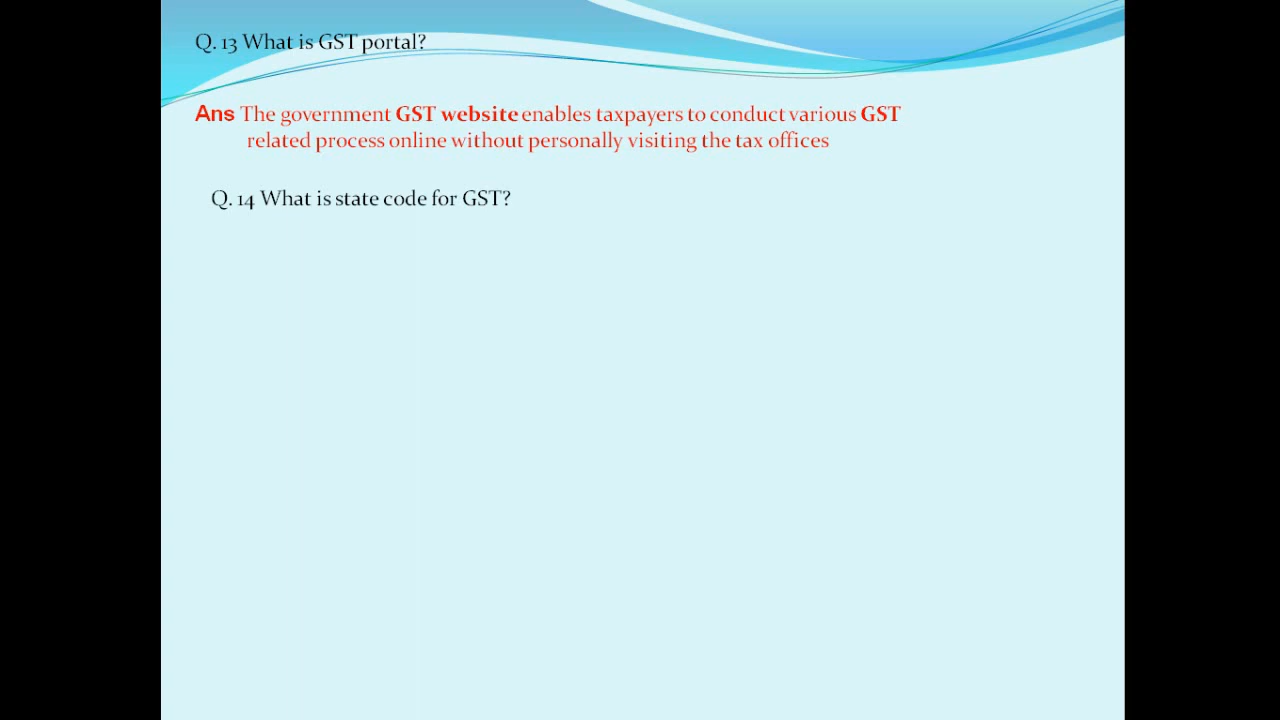 Q. 13 What is GST portal?
Ans The government GST website enables taxpayers to conduct various GST
related process online without personally visiting the tax offices
Q. 14 What is state code for GST?